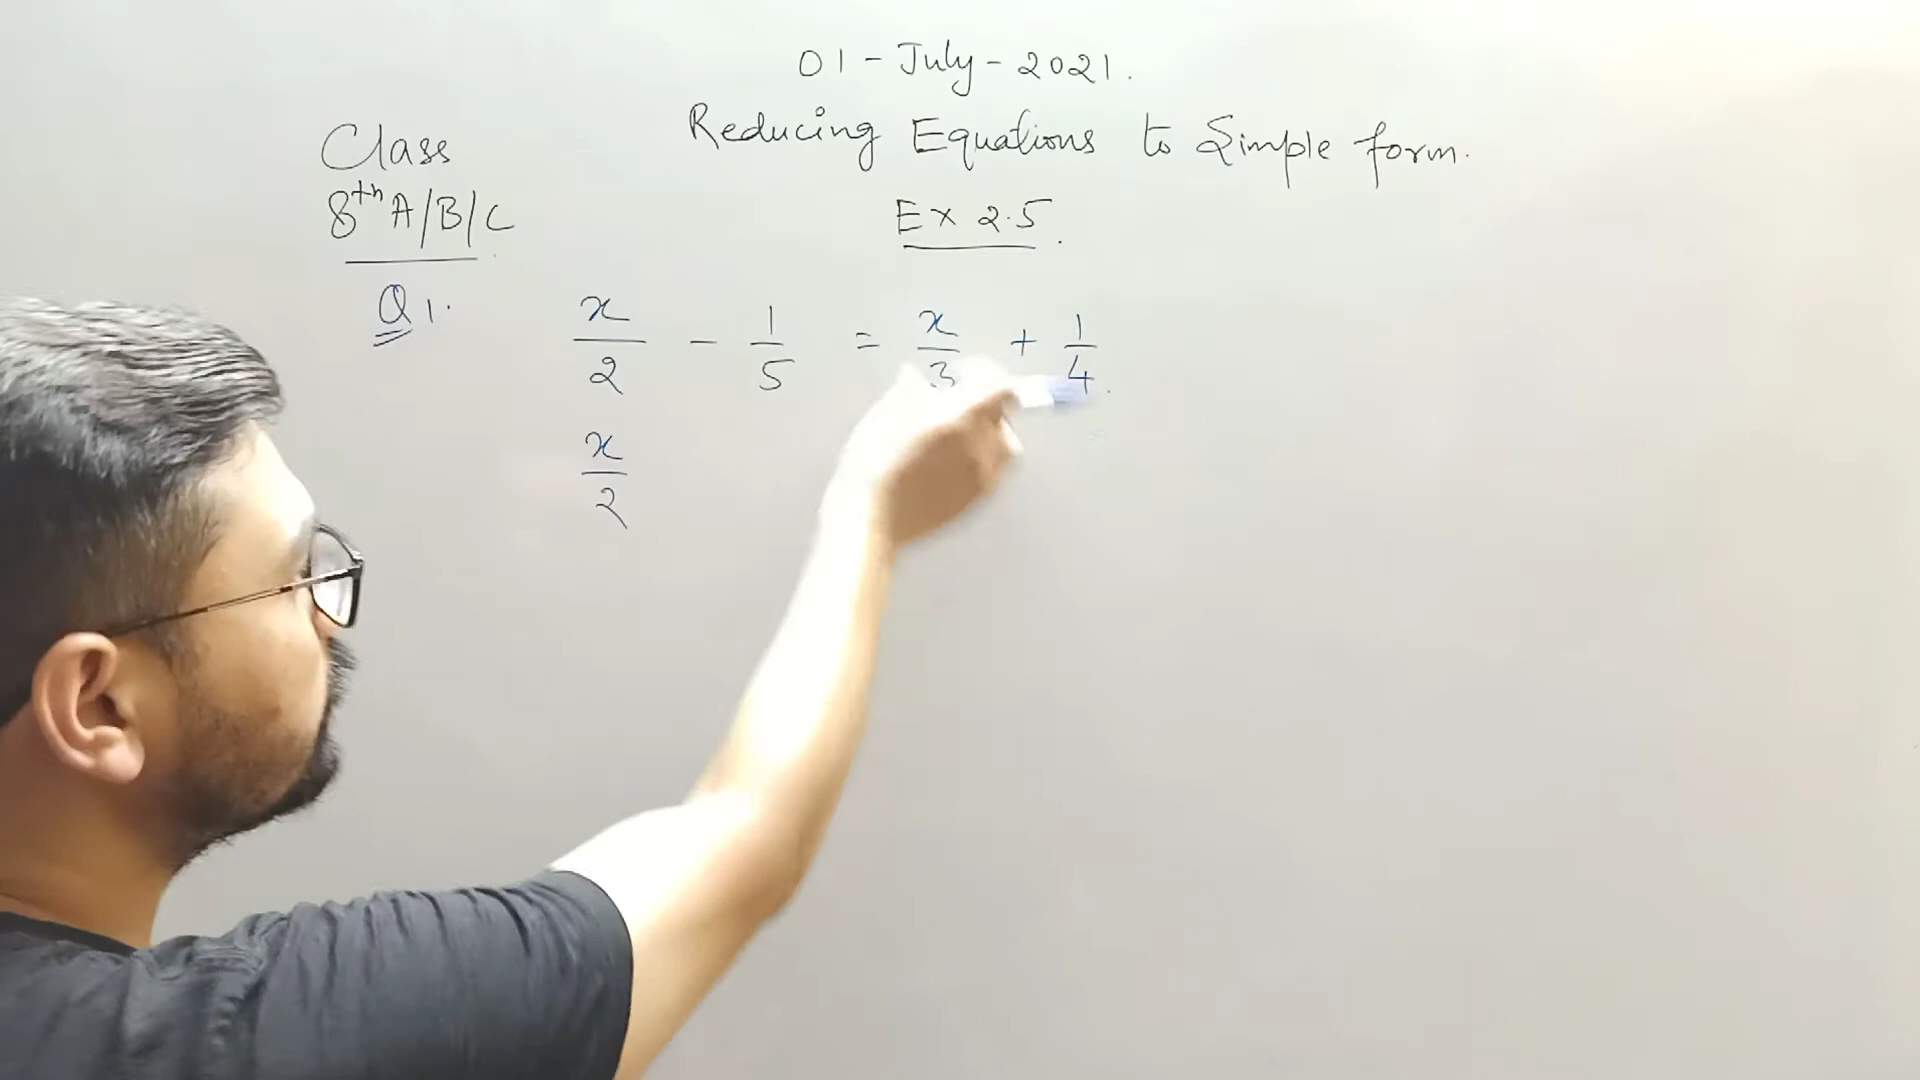 01-July-2021.
Reducing Equations to Simple form.
Class
8th A/B/C
Ex 2.5.
Q1. x/2 - 1/5 = x/3 + 1/4.
x/2